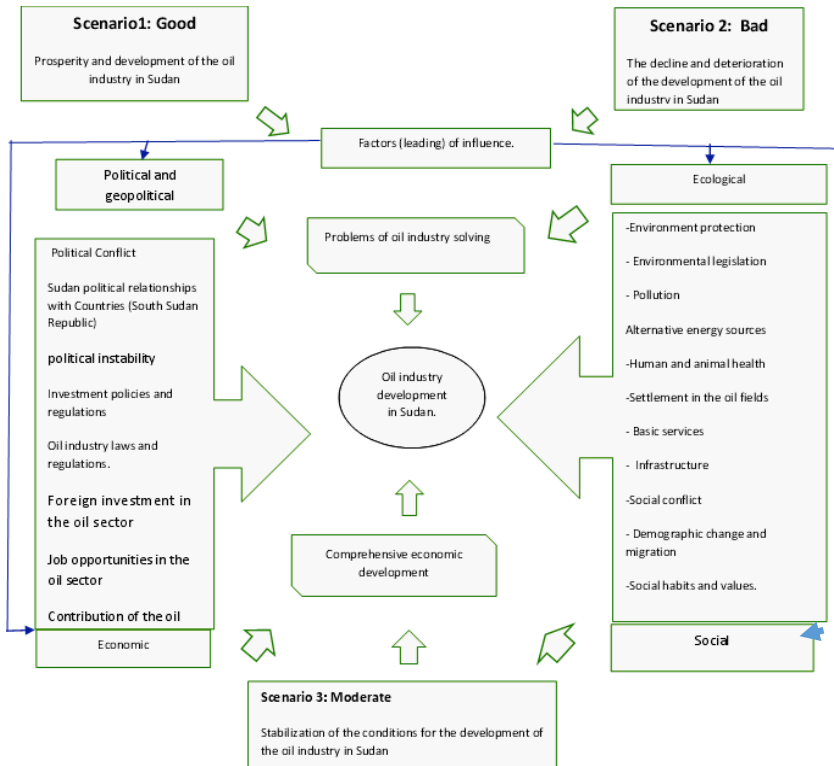 Scenario1: Good
Prosperity and development of the oil
industry in Sudan
Scenario 2: Bad
The decline and deterioration
of the development of the oil
industry in Sudan
Factors (leading) of influence.
Political and
geopolitical
Ecological
Problems of oil industry solving
Political Conflict
Sudan political relationships
with Countries (South Sudan
Republic)
political instability
Investment policies and
regulations
Oil industry laws and
regulations.
Foreign investment in
the oil sector
Job opportunities in the
oil sector
Contribution of the oil
Economic
Oil industry
development
in Sudan.
Comprehensive economic
development
-Environment protection
- Environmental legislation
- Pollution
Alternative energy sources
-Human and animal health
-Settlement in the oil fields
- Basic services
- Infrastructure
-Social conflict
- Demographic change and
migration
-Social habits and values.
Social
Scenario 3: Moderate
Stabilization of the conditions for the development of
the oil industry in Sudan